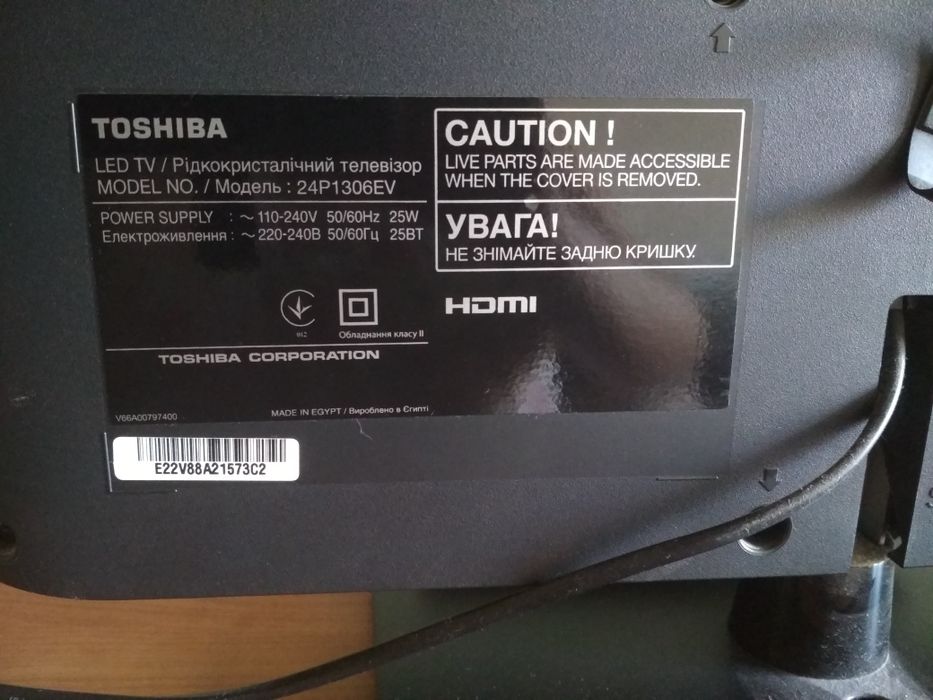 TOSHIBA
LED TV / Рідкокристалічний телевізор
MODEL NO. / Модель : 24P1306EV
POWER SUPPLY : ~ 110-240V 50/60Hz 25W
Електроживлення : ~ 220-240В 50/60Гц 25ВТ
Обладнання класу II
TOSHIBA CORPORATION
V66A00797400
MADE IN EGYPT / Вироблено в Єгипті
CAUTION !
LIVE PARTS ARE MADE ACCESSIBLE
WHEN THE COVER IS REMOVED.
УВАГА!
НЕ ЗНІМАЙТЕ ЗАДНЮ КРИШКУ.
HDMI
E22V88A21573C2